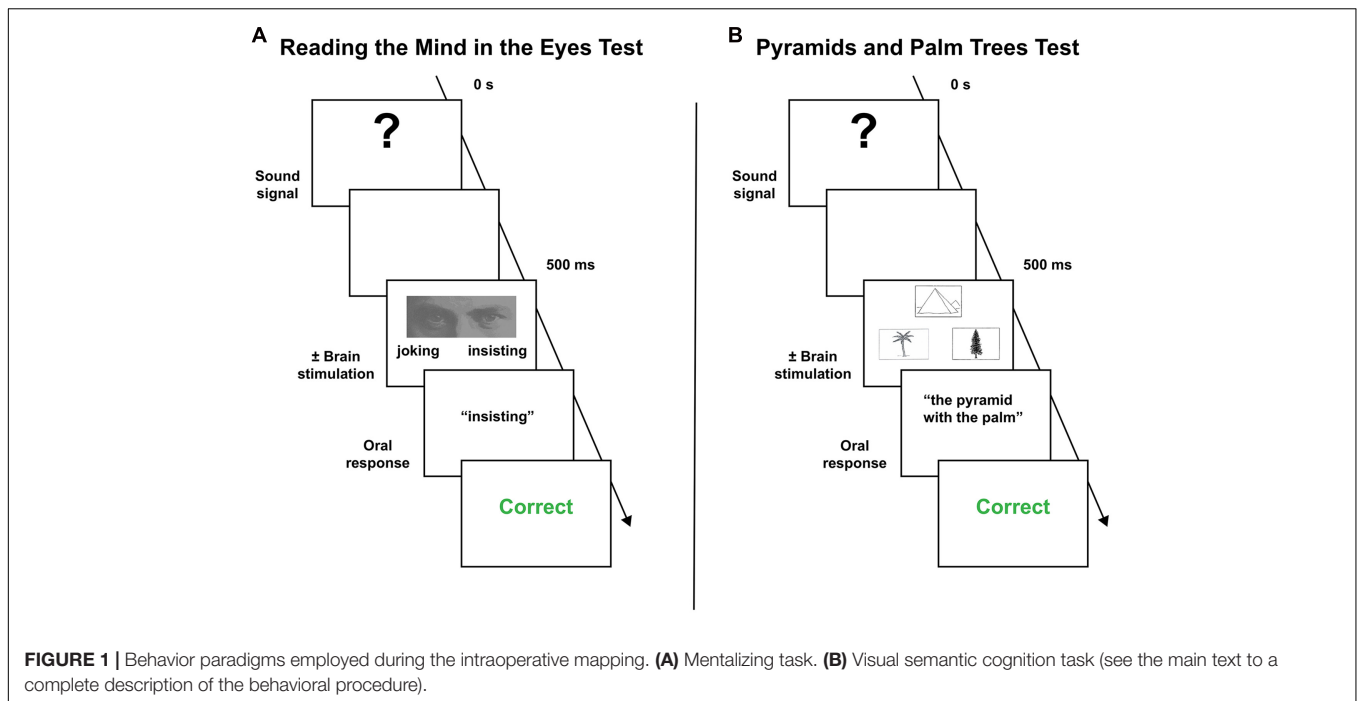 A Reading the Mind in the Eyes Test
0 s
?
Sound
signal
500 ms
joking insisting
± Brain
stimulation
“insisting”
Oral
response
Correct
B Pyramids and Palm Trees Test
0 s
?
Sound
signal
500 ms
± Brain
stimulation
“the pyramid
with the palm”
Oral
response
Correct
FIGURE 1 | Behavior paradigms employed during the intraoperative mapping. (A) Mentalizing task. (B) Visual semantic cognition task (see the main text to a
complete description of the behavioral procedure).